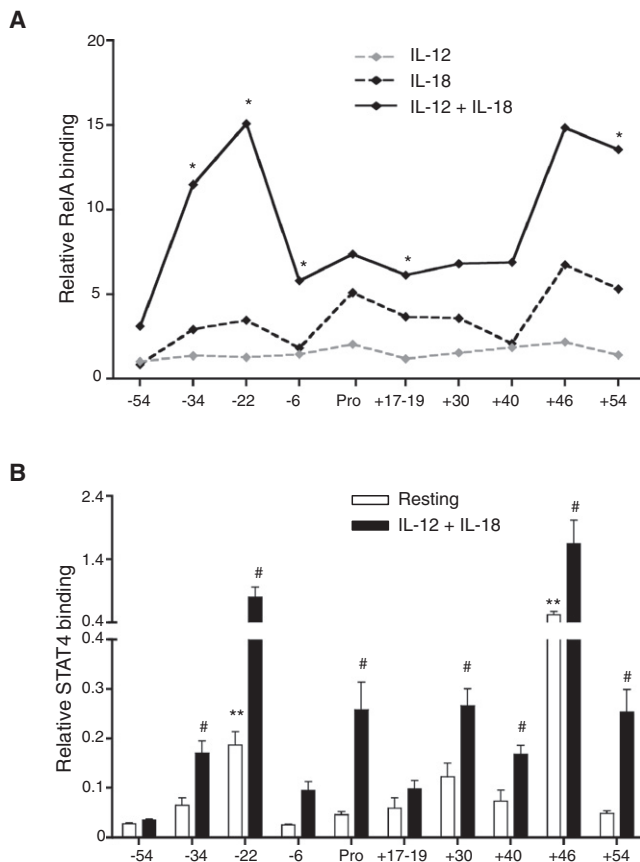 A
20
15
10
5
0
Relative RelA binding
IL-12
IL-18
IL-12 + IL-18
*
*
*
*
*
-54 -34 -22 -6 Pro +17-19 +30 +40 +46 +54
B
2.4
1.4
0.4
0.4
0.3
0.2
0.1
0
Relative STAT4 binding
Resting
IL-12 + IL-18
#
**
#
#
#
#
**
#
#
-54 -34 -22 -6 Pro +17-19 +30 +40 +46 +54